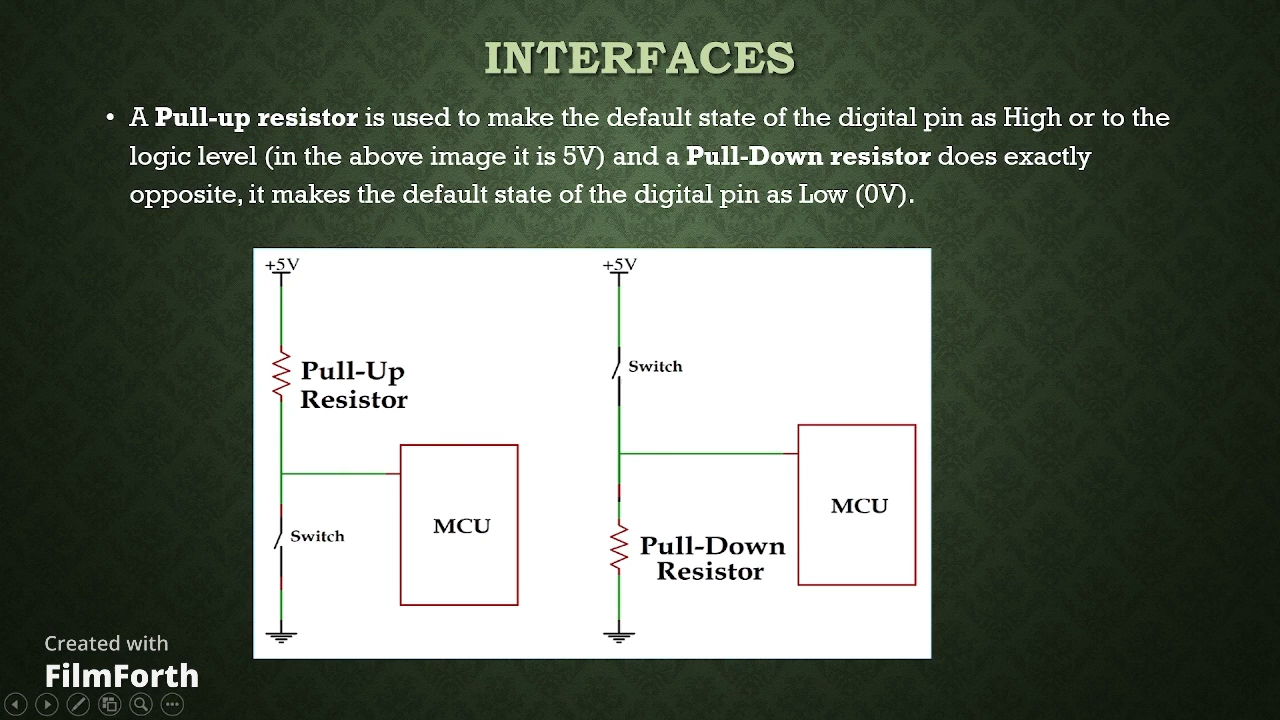 INTERFACES
• A Pull-up resistor is used to make the default state of the digital pin as High or to the
logic level (in the above image it is 5V) and a Pull-Down resistor does exactly
opposite, it makes the default state of the digital pin as Low (0V).
+5V
Pull-Up
Resistor
Switch
MCU
+5V
Switch
MCU
Pull-Down
Resistor
Created with
FilmForth